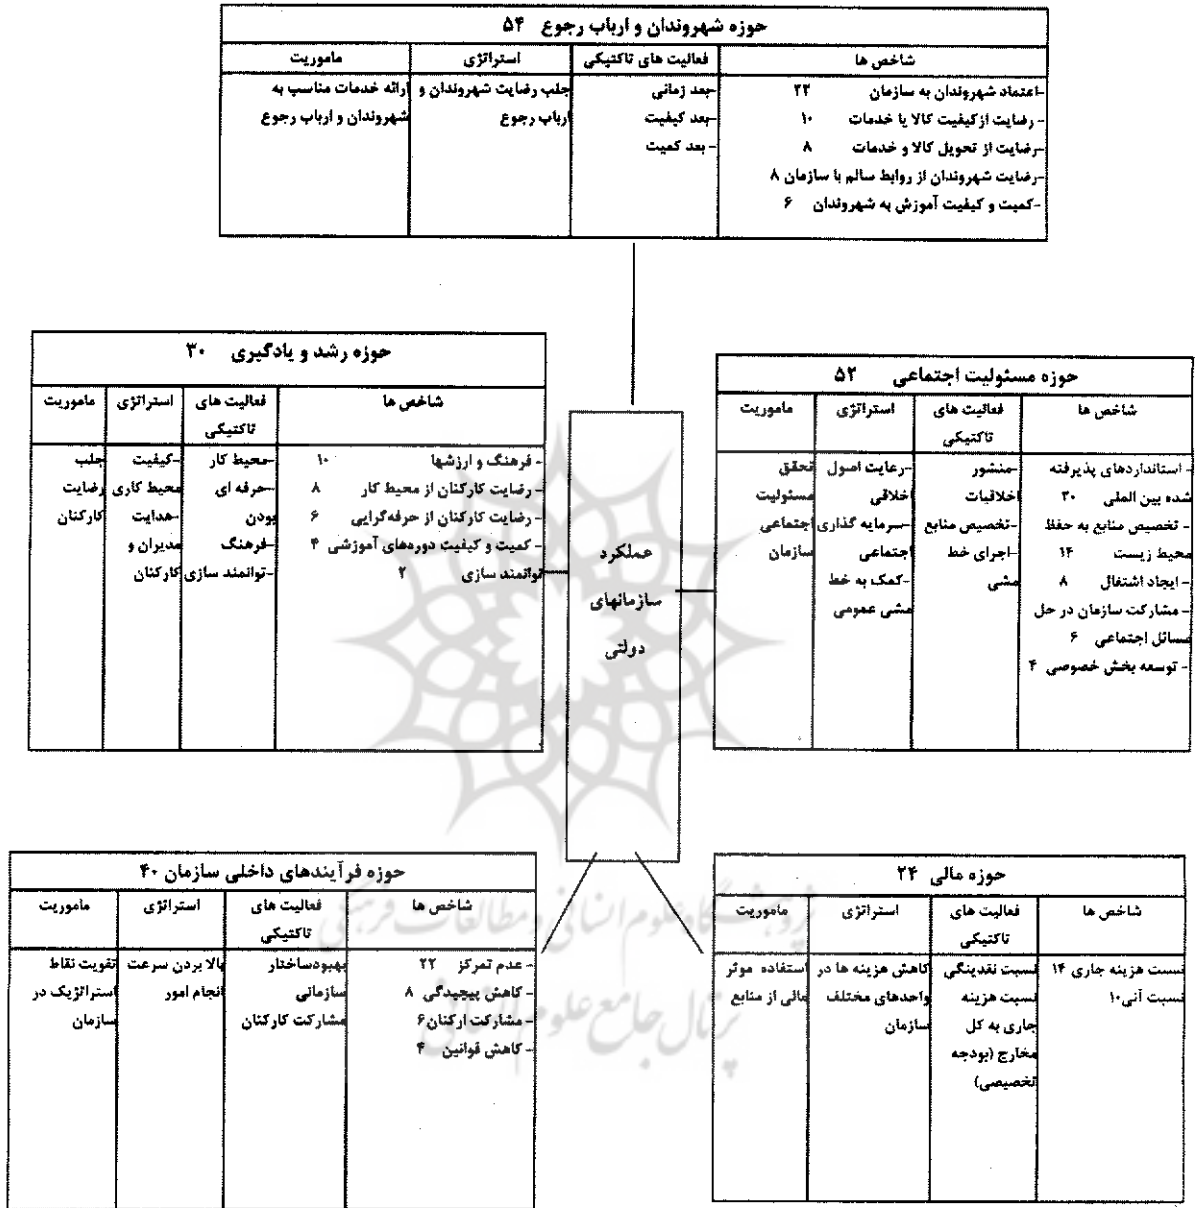 حوزه شهروندان و ارباب رجوع ۵۴
شاخص ها
فعالیت های تاکتیکی
استراتژی
ماموریت
-اعتماد شهروندان به سازمان ۲۲
- رضایت ازکیفیت کالا یا خدمات ۱۰
-رضایت از تحویل کالا و خدمات ۸
-رضایت شهروندان از روابط سالم با سازمان ۸
-کمیت و کیفیت آموزش به شهروندان ۶
-بعد زمانی
-بعد کیفیت
- بعد کمیت
جلب رضایت شهروندان و
ارباب رجوع
ارائه خدمات مناسب به
شهروندان و ارباب رجوع
حوزه مسئولیت اجتماعی ۵۲
شاخص ها
فعالیت های
تاکتیکی
استراتژی
ماموریت
- استانداردهای پذیرفته
شده بین المللی ۲۰
- تخصیص منابع به حفظ
محیط زیست ۱۴
- ایجاد اشتغال ۸
- مشارکت سازمان در حل
مسائل اجتماعی ۶
- توسعه بخش خصوصی ۴
-منشور
اخلاقیات
-تخصیص منابع
-اجرای خط
مشی
-رعایت اصول
اخلاقی
-سرمایه گذاری
اجتماعی
-کمک به خط
مشی عمومی
تحقق
مسئولیت
اجتماعی
سازمان
حوزه رشد و یادگیری ۳۰
شاخص ها
فعالیت های
تاکتیکی
استراتژی
ماموریت
- فرهنگ و ارزشها ۱۰
- رضایت کارکنان از محیط کار ۸
- رضایت کارکنان از حرفه‌گرایی ۶
- کمیت و کیفیت دوره‌های آموزشی ۴
توانمند سازی ۲
-محیط کار
-حرفه ای
بودن
-فرهنگ
-توانمند سازی
-کیفیت
محیط کاری
-هدایت
مدیران و
کارکنان
جلب
رضایت
کارکنان
عملکرد
سازمانهای
دولتی
حوزه مالی ۲۴
شاخص ها
فعالیت های
تاکتیکی
استراتژی
ماموریت
نسبت هزینه جاری ۱۴
نسبت آنی۱۰
نسبت نقدینگی
نسبت هزینه
جاری به کل
مخارج (بودجه
تخصیصی)
کاهش هزینه ها در
واحدهای مختلف
سازمان
استفاده موثر
مالی از منابع
حوزه فرآیندهای داخلی سازمان ۴۰
شاخص ها
فعالیت های
تاکتیکی
استراتژی
ماموریت
- عدم تمرکز ۲۲
- کاهش پیچیدگی ۸
- مشارکت ارکنان۶
- کاهش قوانین ۴
بهبودساختار
سازمانی
مشارکت کارکنان
بالا بردن سرعت
انجام امور
تقویت نقاط
استراتژیک در
سازمان
پژوهشگاه علوم انسانی و مطالعات فرهنگی
پرتال جامع علوم انسانی